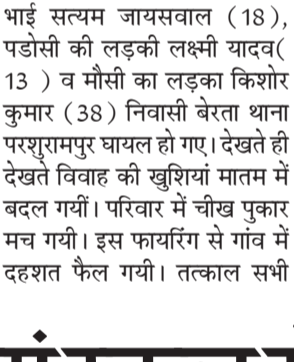 भाई सत्यम जायसवाल (18),
पडोसी की लड़की लक्ष्मी यादव(
13 ) व मौसी का लड़का किशोर
कुमार (38) निवासी बेरता थाना
परशुरामपुर घायल हो गए। देखते ही
देखते विवाह की खुशियां मातम में
बदल गयीं। परिवार में चीख पुकार
मच गयी। इस फायरिंग से गांव में
दहशत फैल गयी। तत्काल सभी